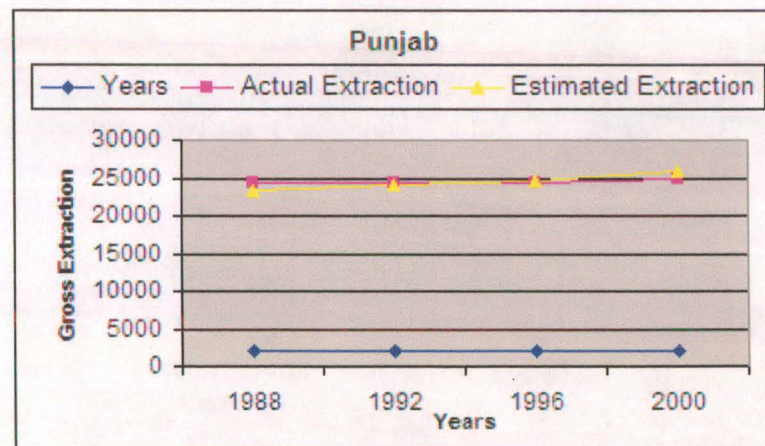 Punjab
Years Actual Extraction Estimated Extraction
30000
25000
20000
15000
10000
5000
0
Gross Extraction
1988 1992 1996 2000
Years